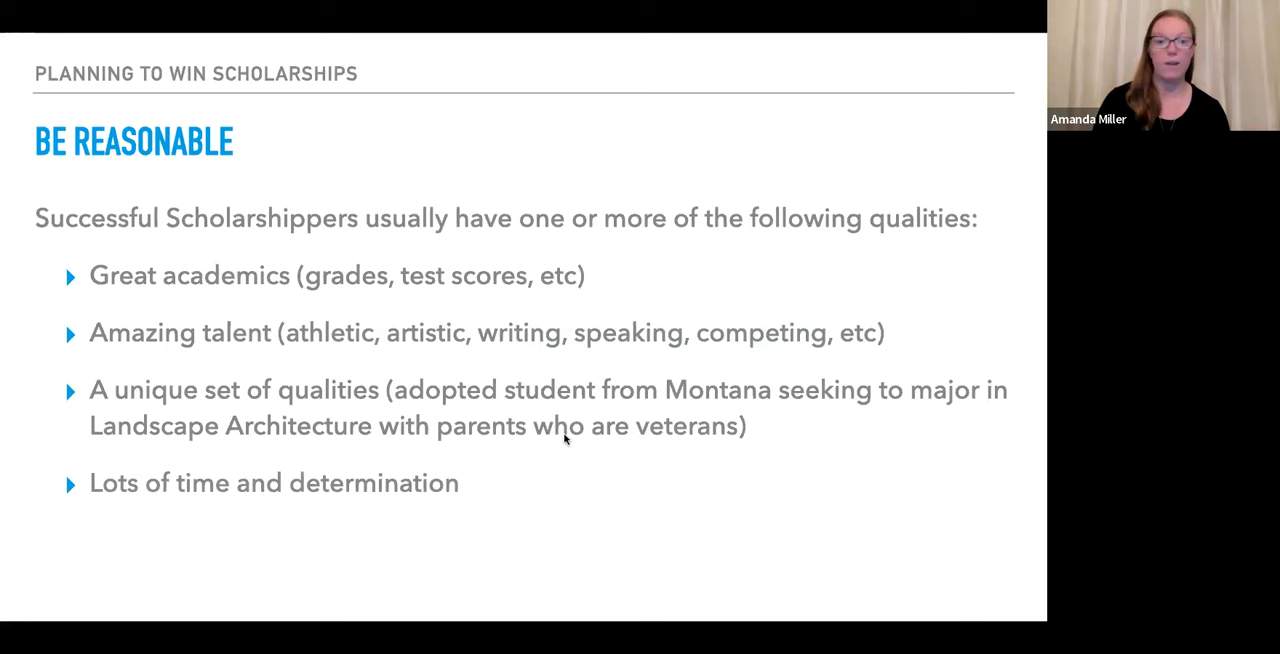 PLANNING TO WIN SCHOLARSHIPS
BE REASONABLE
Successful Scholarshippers usually have one or more of the following qualities:
Great academics (grades, test scores, etc)
Amazing talent (athletic, artistic, writing, speaking, competing, etc)
A unique set of qualities (adopted student from Montana seeking to major in
Landscape Architecture with parents who are veterans)
Lots of time and determination
Amanda Miller